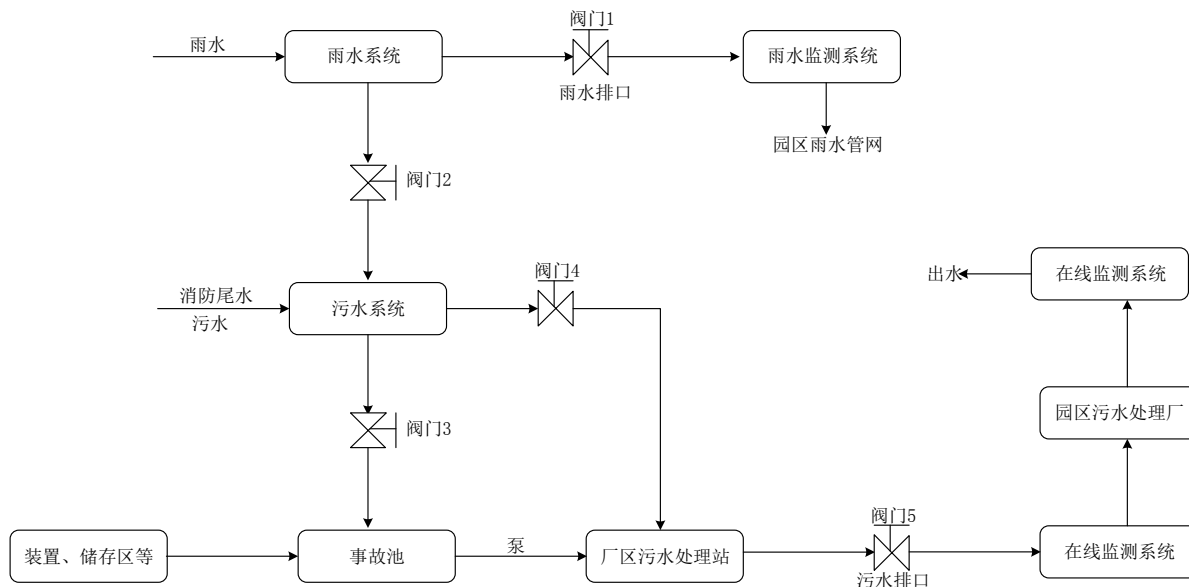 阀门1
雨水
雨水系统
雨水监测系统
雨水排口
园区雨水管网
阀门2
阀门4
出水
在线监测系统
消防尾水
污水系统
污水
园区污水处理厂
阀门3
阀门5
装置、储存区等
事故池
泵
厂区污水处理站
在线监测系统
污水排口